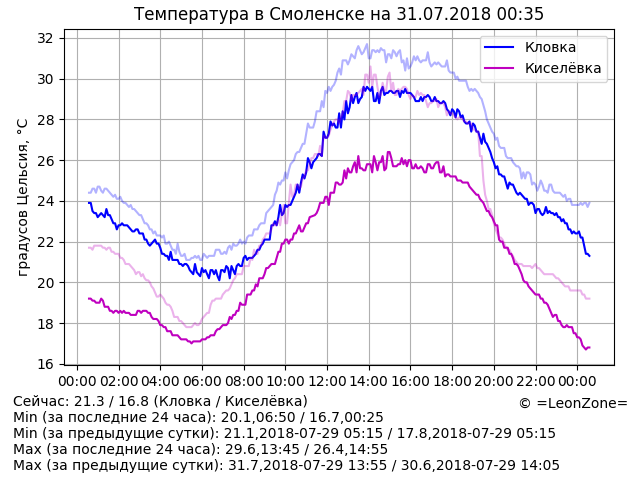 Температура в Смоленске на 31.07.2018 00:35
Кловка
Киселёвка
градусов Цельсия, °C
32
30
28
26
24
22
20
18
16
00:00 02:00 04:00 06:00 08:00 10:00 12:00 14:00 16:00 18:00 20:00 22:00 00:00
Сейчас: 21.3 / 16.8 (Кловка / Киселёвка)
© =LeonZone=
Min (за последние 24 часа): 20.1,06:50 / 16.7,00:25
Min (за предыдущие сутки): 21.1,2018-07-29 05:15 / 17.8,2018-07-29 05:15
Max (за последние 24 часа): 29.6,13:45 / 26.4,14:55
Max (за предыдущие сутки): 31.7,2018-07-29 13:55 / 30.6,2018-07-29 14:05